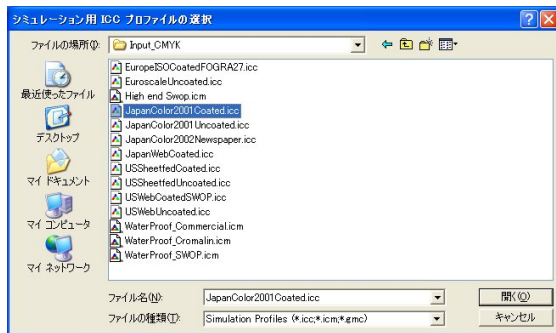 シミュレーション用 ICC プロファイルの選択
ファイルの場所(I):
Input_CMYK
EuropeISOCoatedFOGRA27.icc
EuroscaleUncoated.icc
High end Swop.icm
JapanColor2001Coated.icc
JapanColor2001Uncoated.icc
JapanColor2002Newspaper.icc
JapanWebCoated.icc
USSheetfedCoated.icc
USSheetfedUncoated.icc
USWebCoatedSWOP.icc
USWebUncoated.icc
WaterProof_Commercial.icm
WaterProof_Cromalin.icm
WaterProof_SWOP.icm
最近使ったファイル
デスクトップ
マイ ドキュメント
マイ コンピュータ
マイ ネットワーク
ファイル名(N):
JapanColor2001Coated.icc
開く(O)
ファイルの種類(T):
Simulation Profiles (*.icc;*.icm;*.gmc)
キャンセル